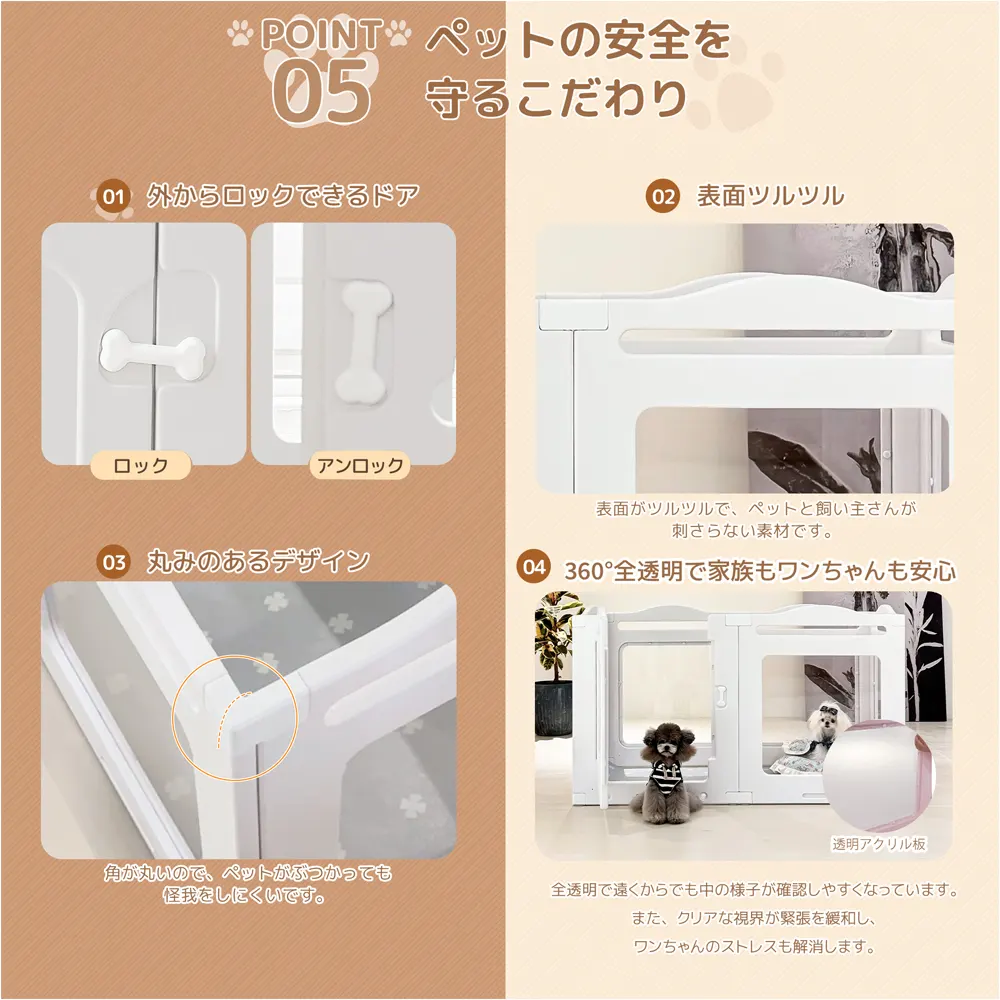 POINT
05
ペットの安全を
守るこだわり
01 外からロックできるドア
ロック
アンロック
02 表面ツルツル
表面がツルツルで、ペットと飼い主さんが
刺さらない素材です。
03 丸みのあるデザイン
角が丸いので、ペットがぶつかっても
怪我をしにくいです。
04 360°全透明で家族もワンちゃんも安心
透明アクリル板
全透明で遠くからでも中の様子が確認しやすくなっています。
また、クリアな視界が緊張を緩和し、
ワンちゃんのストレスも解消します。